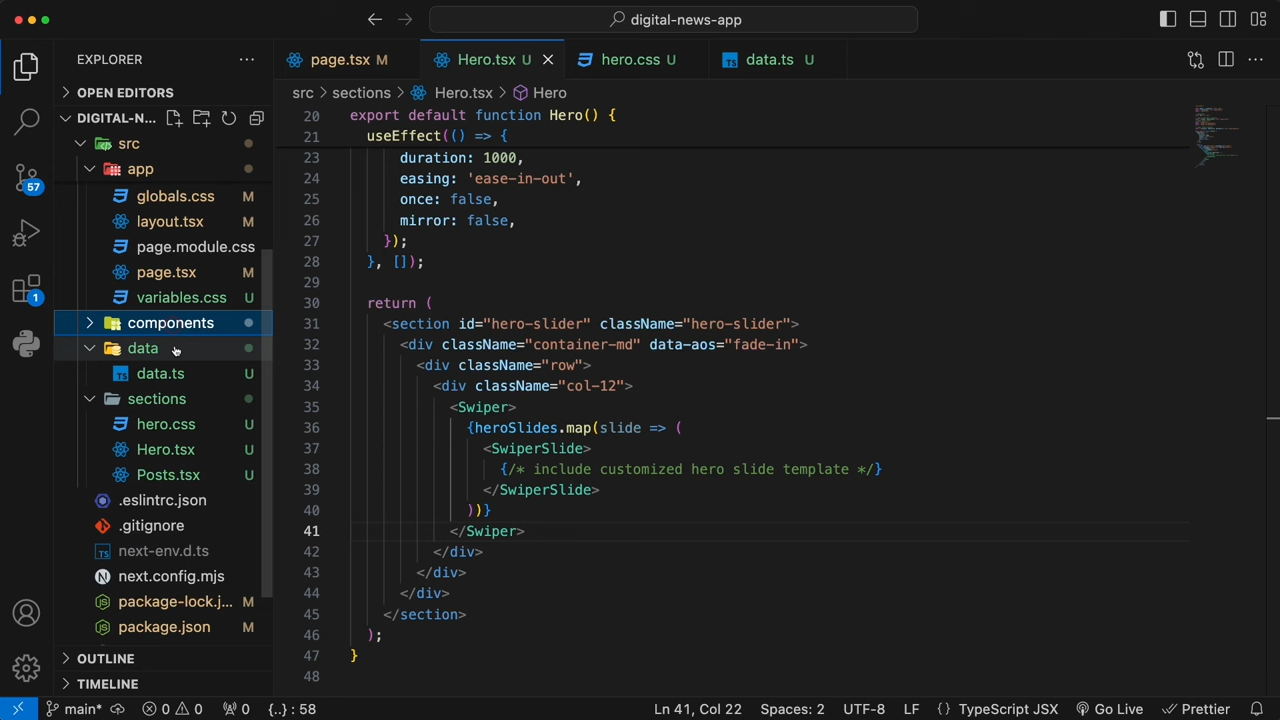 digital-news-app
EXPLORER
OPEN EDITORS
DIGITAL-N...
src
app
globals.css M
layout.tsx M
page.module.css
page.tsx M
variables.css U
components
data
data.ts U
sections
hero.css U
Hero.tsx U
Posts.tsx U
.eslintrc.json
.gitignore
next-env.d.ts
next.config.mjs
package-lock.j... M
package.json M
OUTLINE
TIMELINE
57
1
page.tsx M
Hero.tsx U
hero.css U
data.ts U
src > sections > Hero.tsx > Hero
20 export default function Hero() {
21 useEffect(() => {
23 duration: 1000,
24 easing: 'ease-in-out',
25 once: false,
26 mirror: false,
27 });
28 }, []);
29
30 return (
31 <section id="hero-slider" className="hero-slider">
32 <div className="container-md" data-aos="fade-in">
33 <div className="row">
34 <div className="col-12">
35 <Swiper>
36 {heroSlides.map(slide => (
37 <SwiperSlide>
38 {/* include customized hero slide template */}
39 </SwiperSlide>
40 ))}
41 </Swiper>
42 </div>
43 </div>
44 </div>
45 </section>
46 );
47 }
48
main* 0 0 0 {..} : 58 Ln 41, Col 22 Spaces: 2 UTF-8 LF {} TypeScript JSX Go Live Prettier